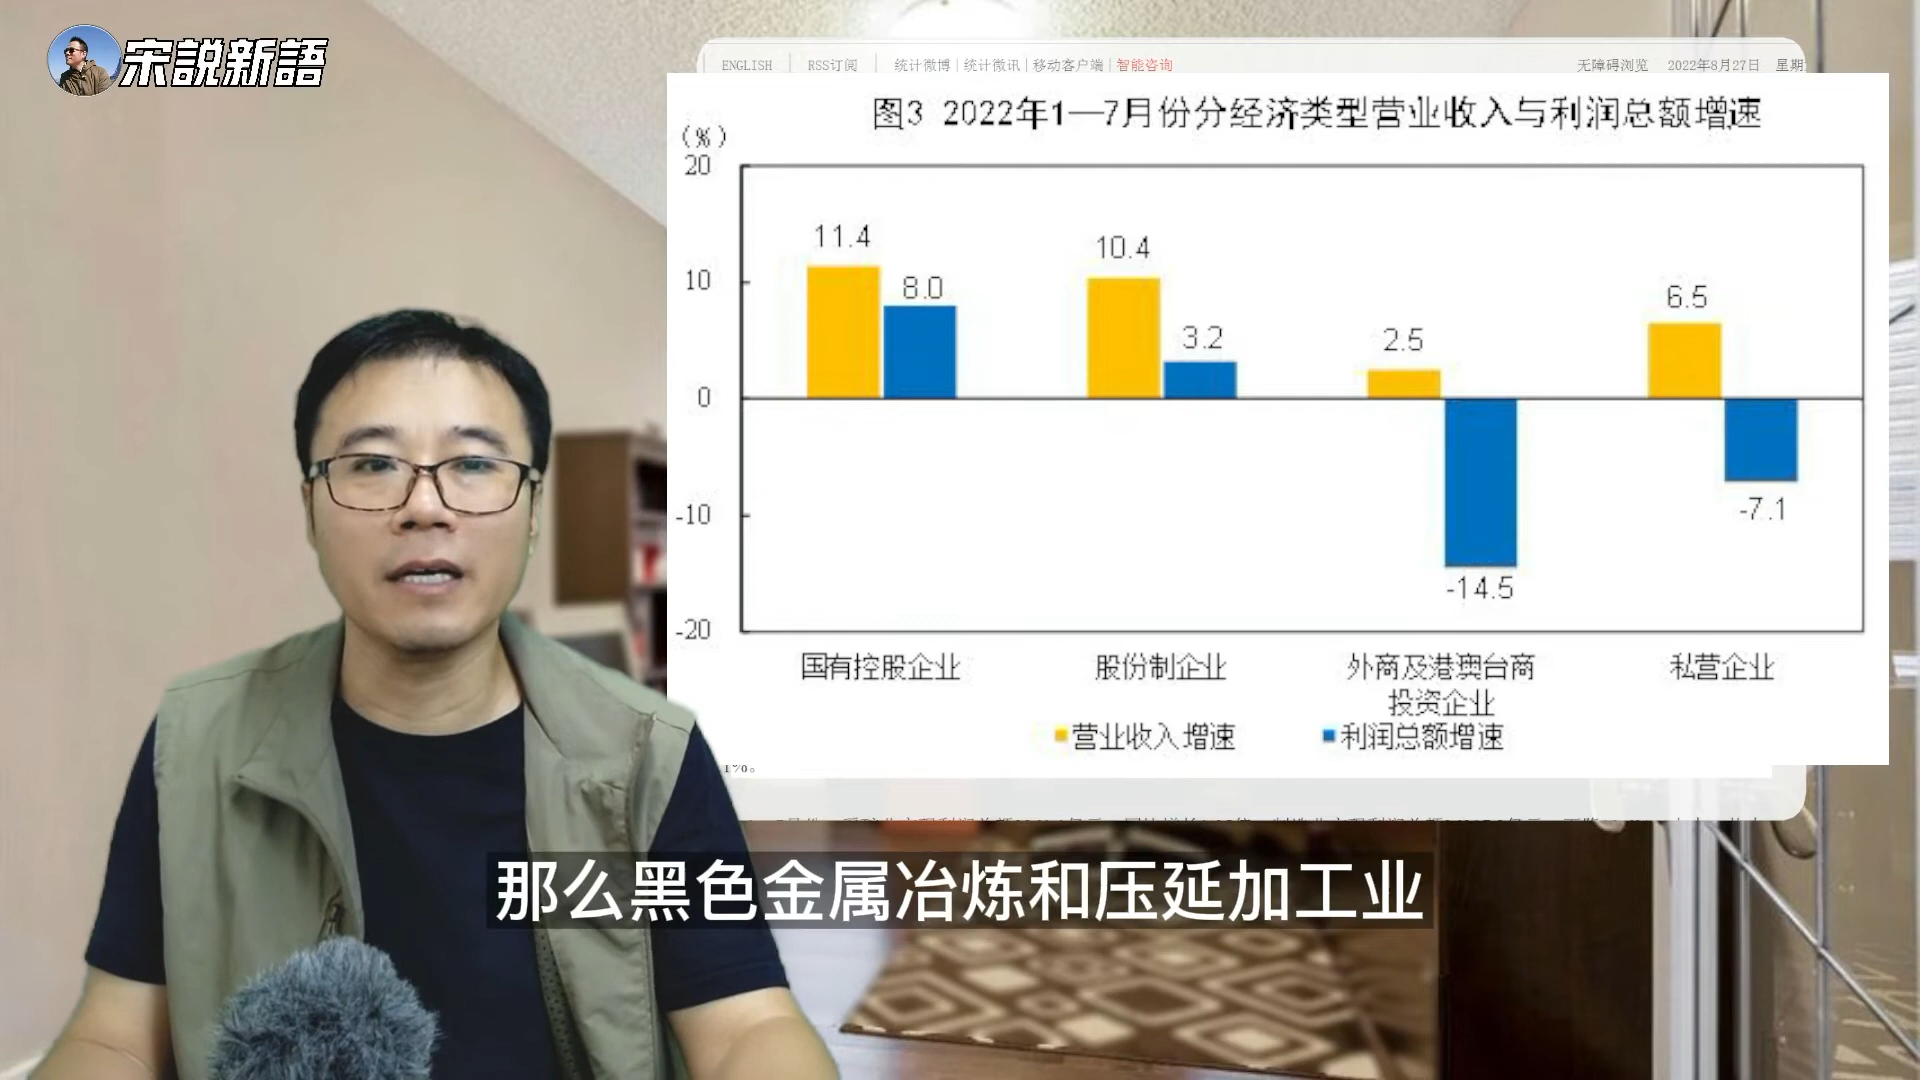 宋説新語
ENGLISH RSS订阅 统计微博 | 统计微讯 | 移动客户端 | 智能咨询 无障碍浏览 2022年8月27日 星期
图3 2022年1—7月份分经济类型营业收入与利润总额增速
(%)
20
10
0
-10
-20
11.4
8.0
10.4
3.2
2.5
-14.5
6.5
-7.1
国有控股企业
股份制企业
外商及港澳台商
投资企业
私营企业
营业收入增速 利润总额增速
那么黑色金属冶炼和压延加工业